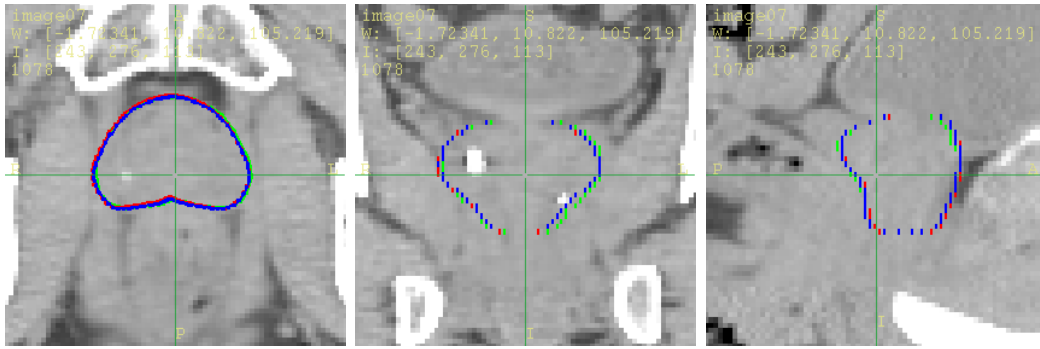 image07
A
W: [-1.72341, 10.822, 105.219]
I: [243, 276, 113]
1078
R
L
P
image07
S
W: [-1.72341, 10.822, 105.219]
I: [243, 276, 113]
1078
R
L
I
image07
S
W: [-1.72341, 10.822, 105.219]
I: [243, 276, 113]
1078
P
A
I